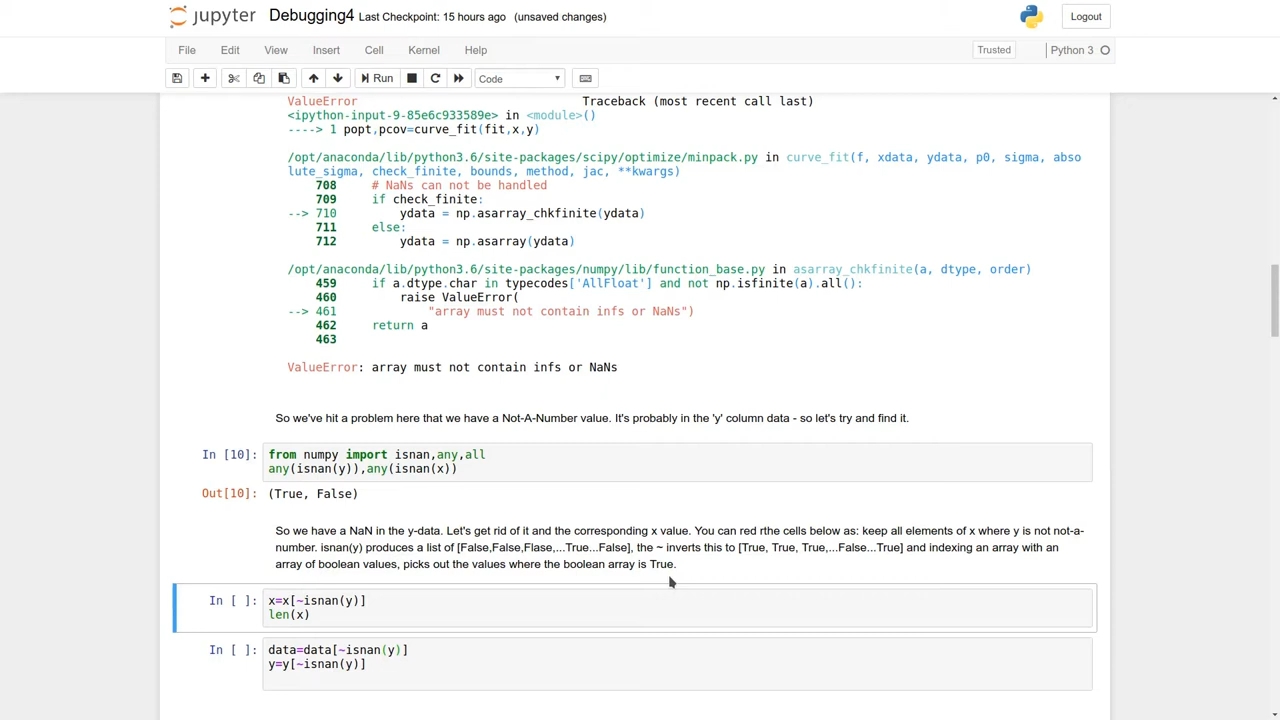 jupyter Debugging4 Last Checkpoint: 15 hours ago (unsaved changes) Logout
File Edit View Insert Cell Kernel Help Trusted Python 3
Run Code
ValueError Traceback (most recent call last)
<ipython-input-9-85e6c933589e> in <module>()
----> 1 popt,pcov=curve_fit(fit,x,y)
/opt/anaconda/lib/python3.6/site-packages/scipy/optimize/minpack.py in curve_fit(f, xdata, ydata, p0, sigma, abso
lute_sigma, check_finite, bounds, method, jac, **kwargs)
708 # NaNs can not be handled
709 if check_finite:
--> 710 ydata = np.asarray_chkfinite(ydata)
711 else:
712 ydata = np.asarray(ydata)
/opt/anaconda/lib/python3.6/site-packages/numpy/lib/function_base.py in asarray_chkfinite(a, dtype, order)
459 if a.dtype.char in typecodes['AllFloat'] and not np.isfinite(a).all():
460 raise ValueError(
--> 461 "array must not contain infs or NaNs")
462 return a
463
ValueError: array must not contain infs or NaNs
So we've hit a problem here that we have a Not-A-Number value. It's probably in the 'y' column data - so let's try and find it.
In [10]: from numpy import isnan,any,all
any(isnan(y)),any(isnan(x))
Out[10]: (True, False)
So we have a NaN in the y-data. Let's get rid of it and the corresponding x value. You can red rthe cells below as: keep all elements of x where y is not not-a-
number. isnan(y) produces a list of [False,False,Flase,...True...False], the ~ inverts this to [True, True, True,...False...True] and indexing an array with an
array of boolean values, picks out the values where the boolean array is True.
In [ ]: x=x[~isnan(y)]
len(x)
In [ ]: data=data[~isnan(y)]
y=y[~isnan(y)]